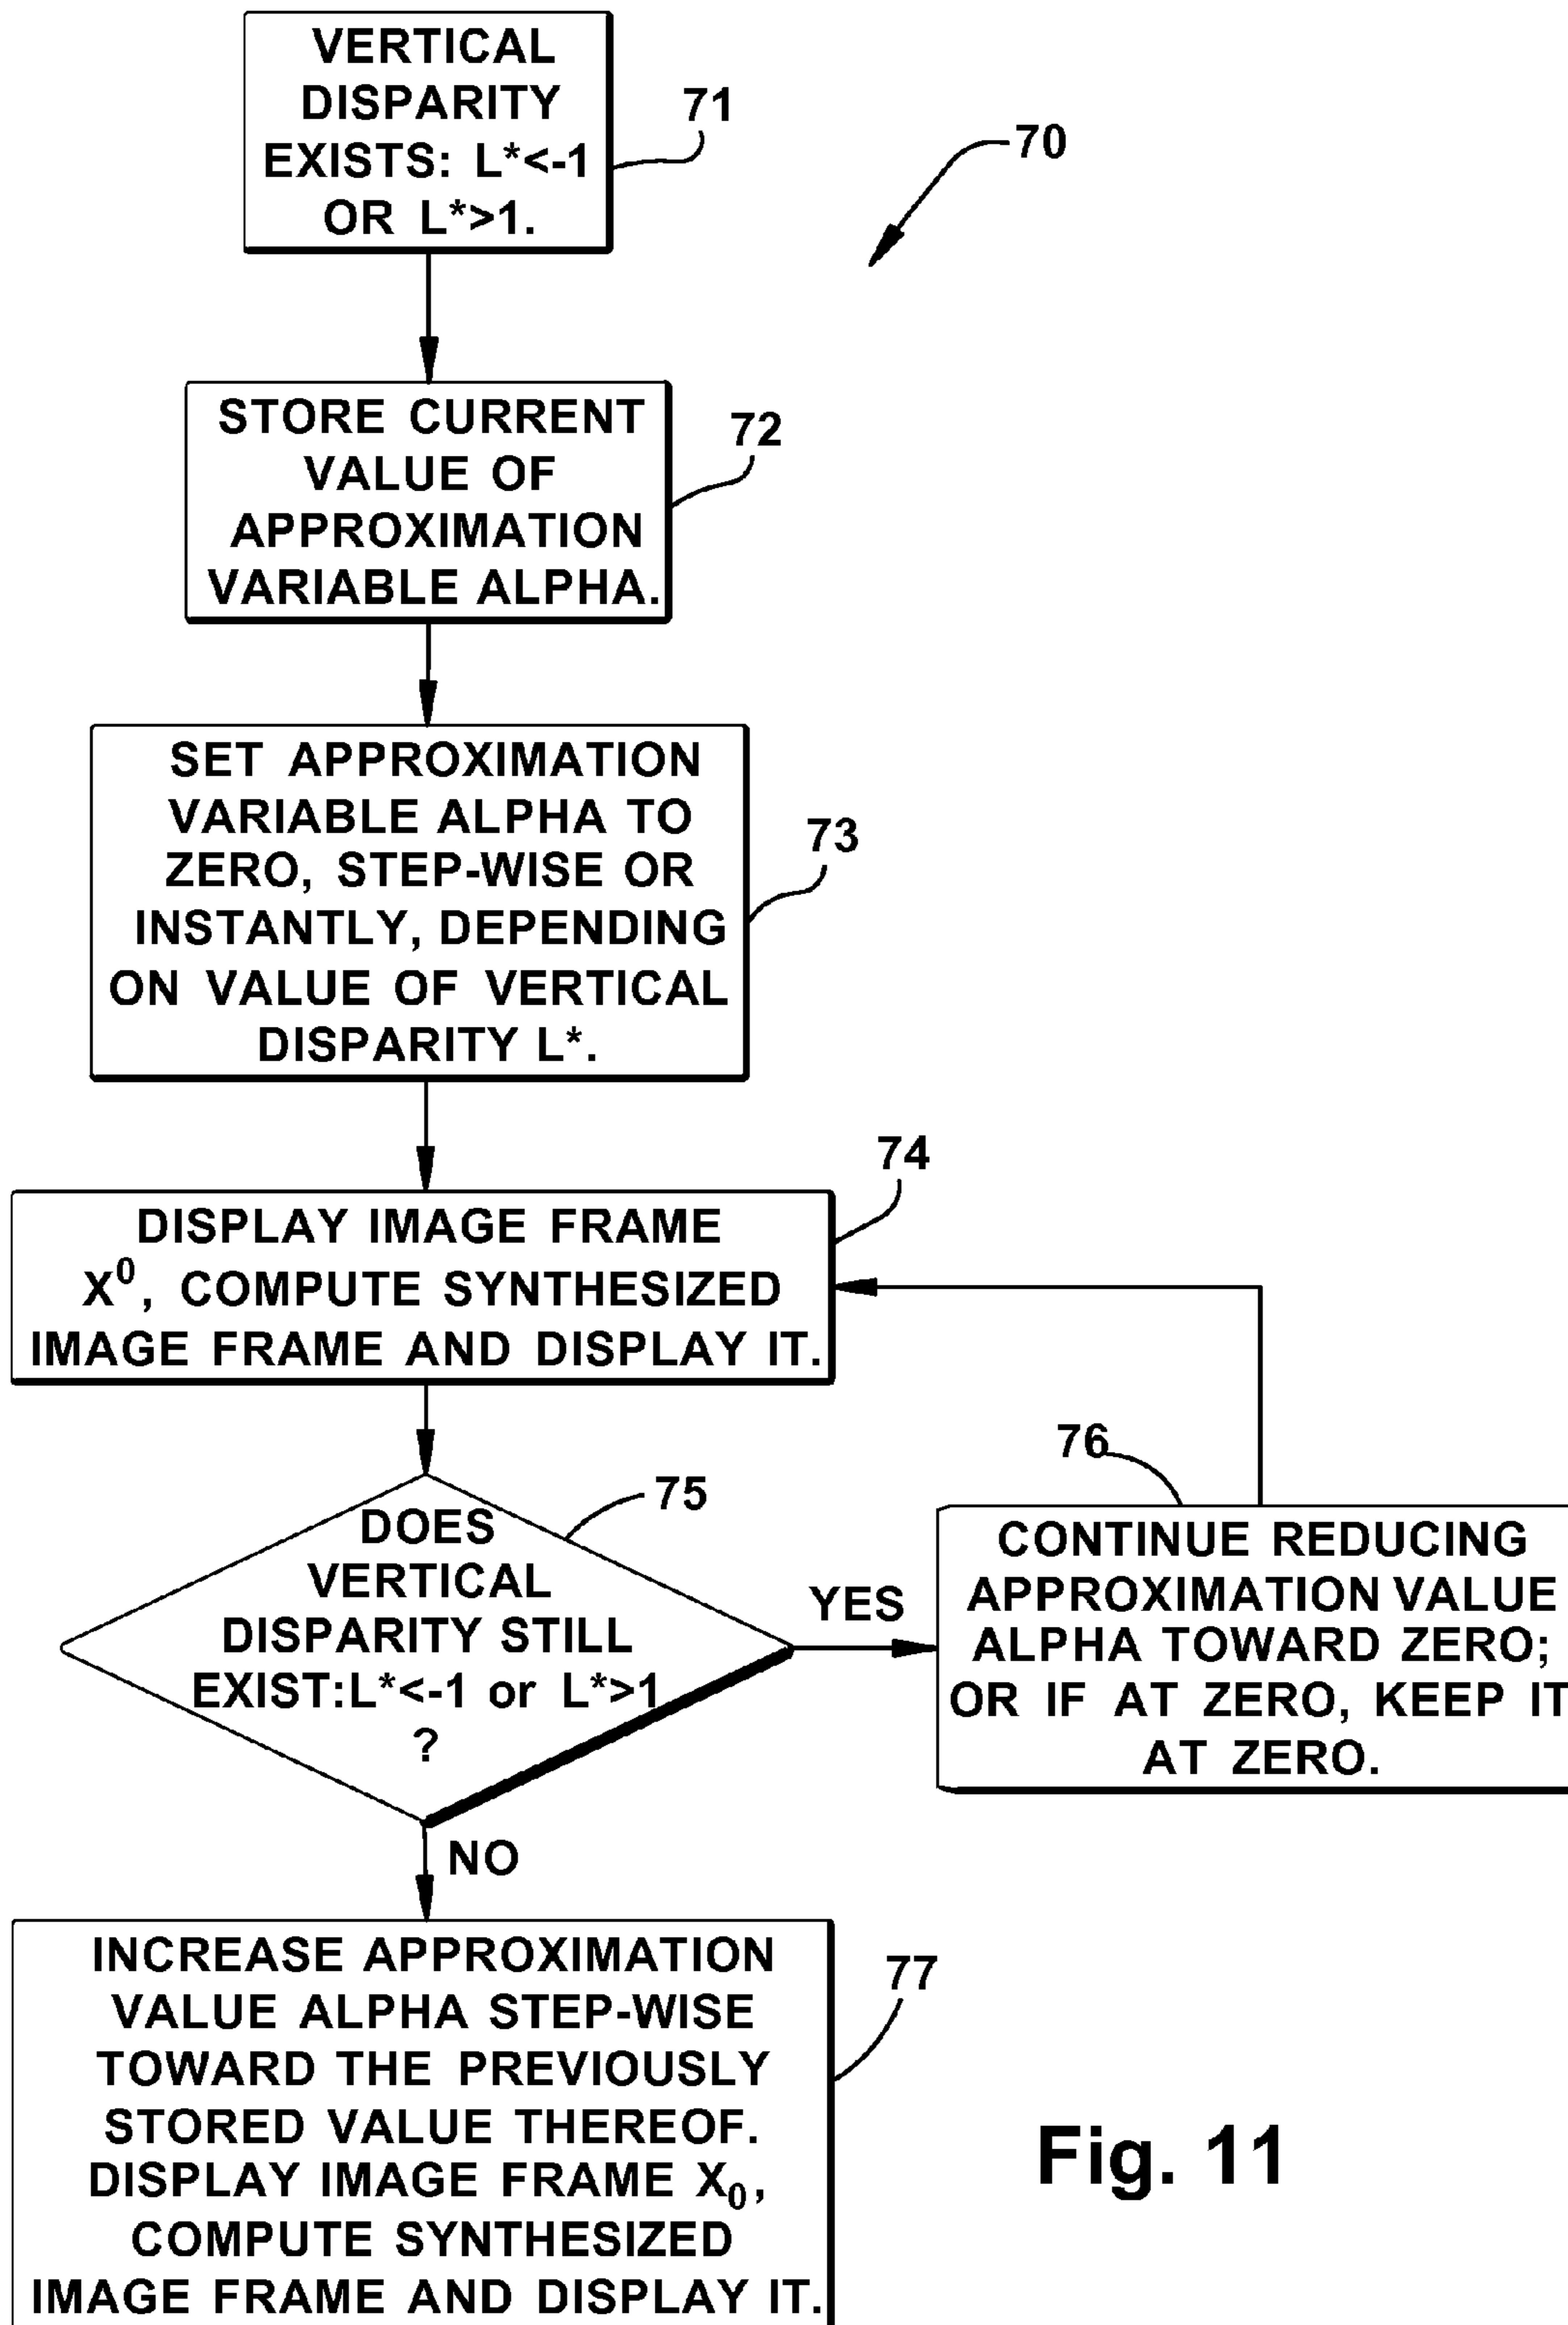 VERTICAL
DISPARITY
EXISTS: L*<-1
OR L*>1.
71
70
STORE CURRENT
VALUE OF
APPROXIMATION
VARIABLE ALPHA.
72
SET APPROXIMATION
VARIABLE ALPHA TO
ZERO, STEP-WISE OR
INSTANTLY, DEPENDING
ON VALUE OF VERTICAL
DISPARITY L*.
73
DISPLAY IMAGE FRAME
X⁰, COMPUTE SYNTHESIZED
IMAGE FRAME AND DISPLAY IT.
74
DOES
VERTICAL
DISPARITY STILL
EXIST:L*<-1 or L*>1
?
75
YES
76
CONTINUE REDUCING
APPROXIMATION VALUE
ALPHA TOWARD ZERO;
OR IF AT ZERO, KEEP IT
AT ZERO.
NO
INCREASE APPROXIMATION
VALUE ALPHA STEP-WISE
TOWARD THE PREVIOUSLY
STORED VALUE THEREOF.
DISPLAY IMAGE FRAME X₀,
COMPUTE SYNTHESIZED
IMAGE FRAME AND DISPLAY IT.
77
Fig. 11